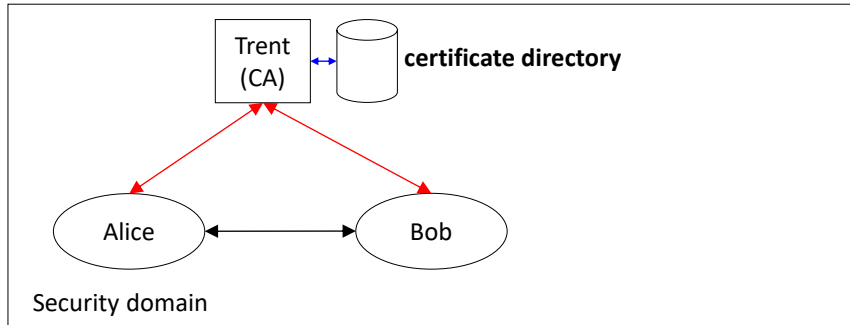 Trent
(CA)
certificate directory
Alice
Bob
Security domain